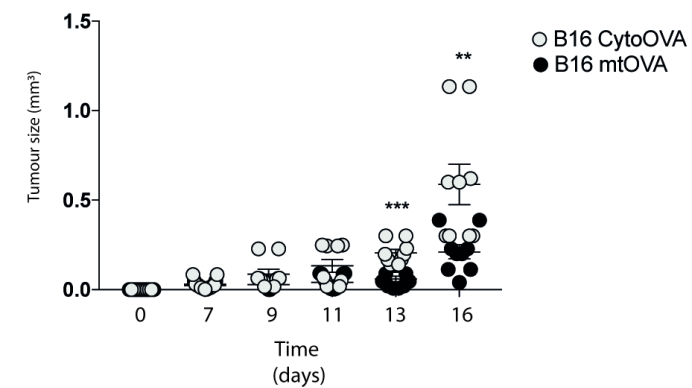 1.5
1.0
0.5
0.0
Tumour size (mm³)
**
***
B16 CytoOVA
B16 mtOVA
0 7 9 11 13 16
Time
(days)